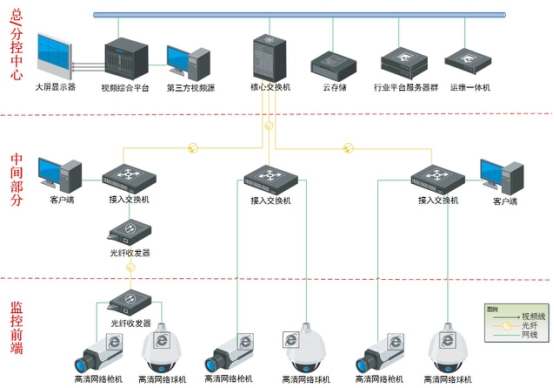 总/分控中心
大屏显示器
视频综合平台
第三方视频源
核心交换机
云存储
行业平台服务器群
运维一体机
中间部分
客户端
接入交换机
接入交换机
接入交换机
客户端
光纤收发器
监控前端
光纤收发器
图例
视频线
光纤
网线
高清网络枪机
高清网络球机
高清网络枪机
高清网络球机
高清网络枪机
高清网络球机